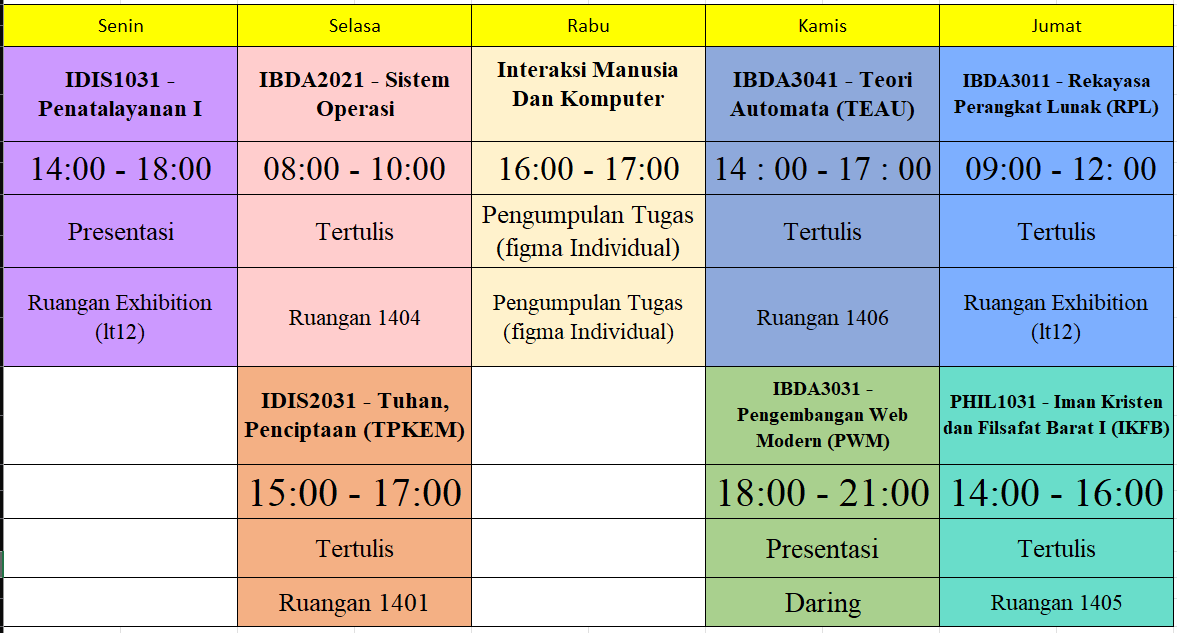 Senin
Selasa
Rabu
Kamis
Jumat
IDIS1031 -
Penatalayanan I
IBDA2021 - Sistem
Operasi
Interaksi Manusia
Dan Komputer
IBDA3041 - Teori
Automata (TEAU)
IBDA3011 - Rekayasa
Perangkat Lunak (RPL)
14:00 - 18:00
08:00 - 10:00
16:00 - 17:00
14 : 00 - 17 : 00
09:00 - 12: 00
Presentasi
Tertulis
Pengumpulan Tugas
(figma Individual)
Tertulis
Tertulis
Ruangan Exhibition
(lt12)
Ruangan 1404
Pengumpulan Tugas
(figma Individual)
Ruangan 1406
Ruangan Exhibition
(lt12)
IDIS2031 - Tuhan,
Penciptaan (TPKEM)
IBDA3031 -
Pengembangan Web
Modern (PWM)
PHIL1031 - Iman Kristen
dan Filsafat Barat I (IKFB)
15:00 - 17:00
18:00 - 21:00
14:00 - 16:00
Tertulis
Presentasi
Tertulis
Ruangan 1401
Daring
Ruangan 1405